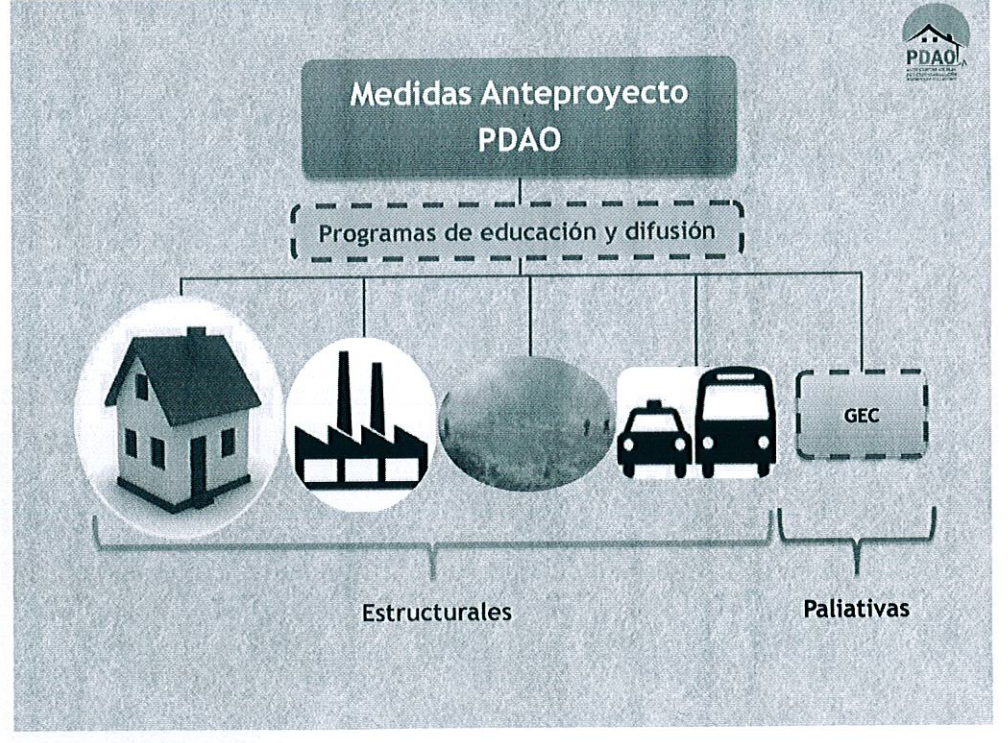 PDAO
Medidas Anteproyecto
PDAO
Programas de educación y difusión
GEC
Estructurales
Paliativas